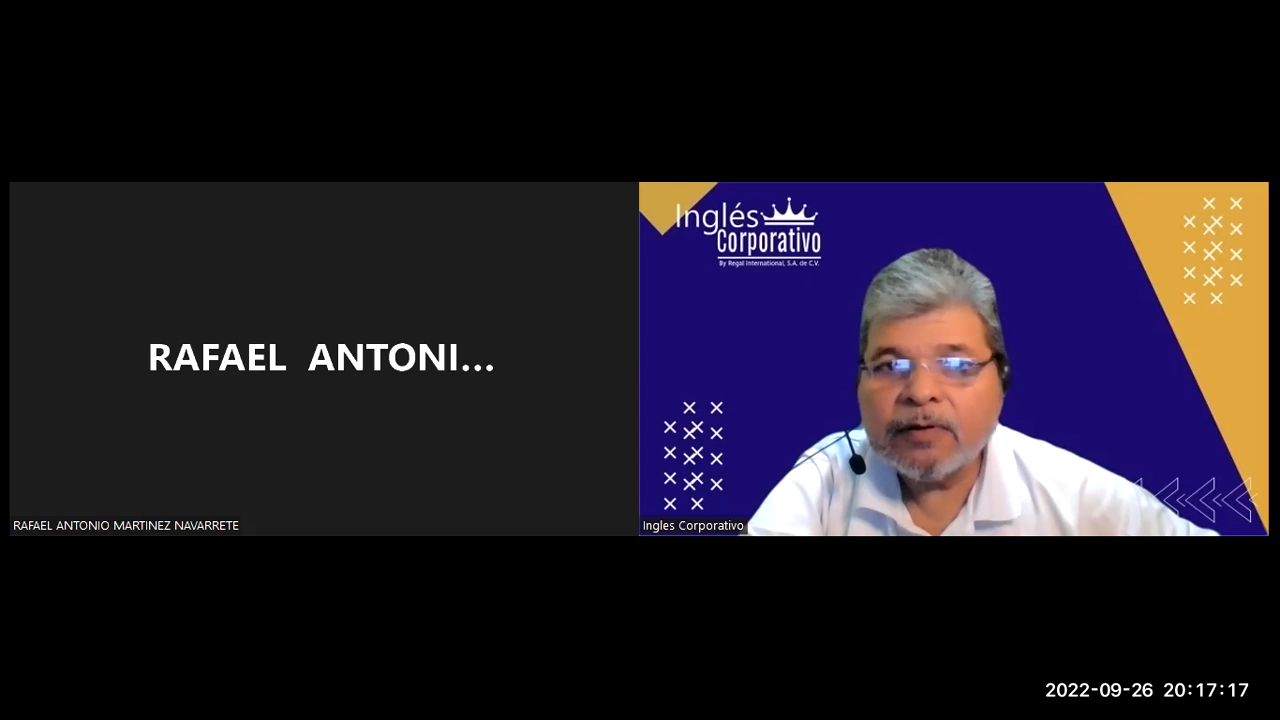 RAFAEL ANTONI...
RAFAEL ANTONIO MARTINEZ NAVARRETE
Inglés
Corporativo
By Regal International, S.A. de C.V.
Ingles Corporativo
2022-09-26 20:17:17